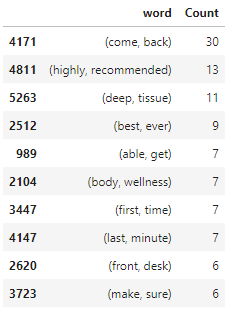 word Count
4171 (come, back) 30
4811 (highly, recommended) 13
5263 (deep, tissue) 11
2512 (best, ever) 9
989 (able, get) 7
2104 (body, wellness) 7
3447 (first, time) 7
4147 (last, minute) 7
2620 (front, desk) 6
3723 (make, sure) 6